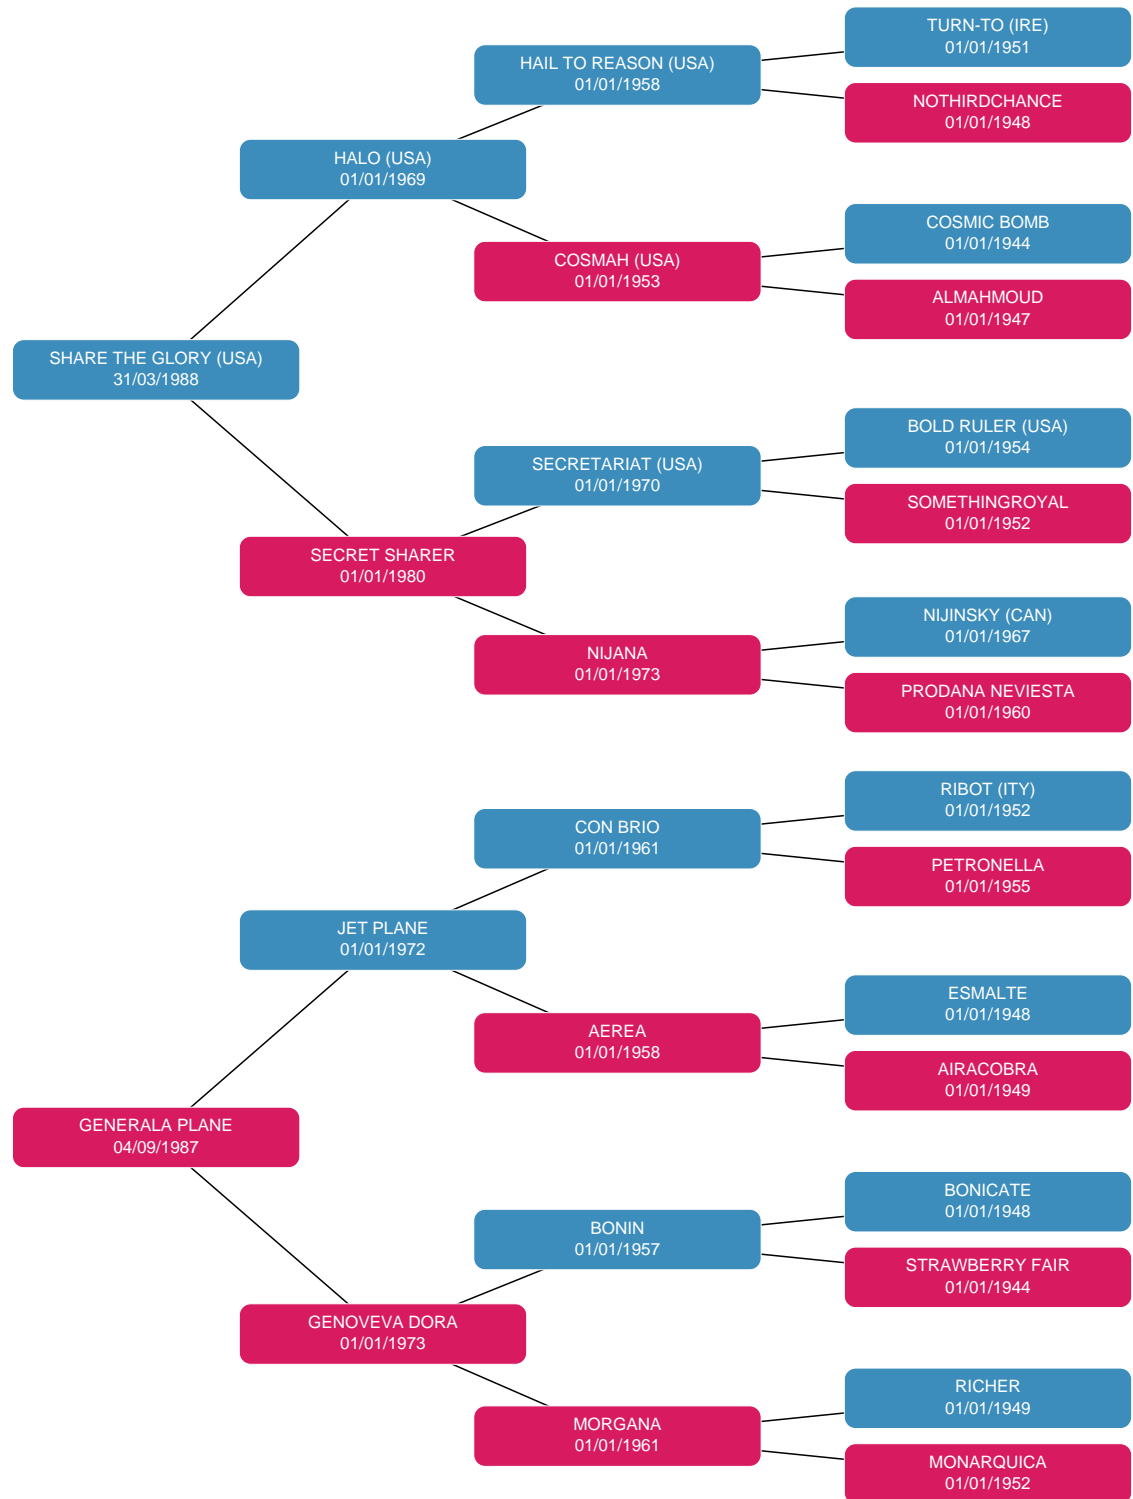 TURN-TO (IRE)
01/01/1951
HAIL TO REASON (USA)
01/01/1958
NOTHIRDCHANCE
01/01/1948
HALO (USA)
01/01/1969
COSMIC BOMB
01/01/1944
COSMAH (USA)
01/01/1953
ALMAHMOUD
01/01/1947
SHARE THE GLORY (USA)
31/03/1988
BOLD RULER (USA)
01/01/1954
SECRETARIAT (USA)
01/01/1970
SOMETHINGROYAL
01/01/1952
SECRET SHARER
01/01/1980
NIJINSKY (CAN)
01/01/1967
NIJANA
01/01/1973
PRODANA NEVIESTA
01/01/1960
RIBOT (ITY)
01/01/1952
CON BRIO
01/01/1961
PETRONELLA
01/01/1955
JET PLANE
01/01/1972
ESMALTE
01/01/1948
AEREA
01/01/1958
AIRACOBRA
01/01/1949
GENERALA PLANE
04/09/1987
BONICATE
01/01/1948
BONIN
01/01/1957
STRAWBERRY FAIR
01/01/1944
GENOVEVA DORA
01/01/1973
RICHER
01/01/1949
MORGANA
01/01/1961
MONARQUICA
01/01/1952